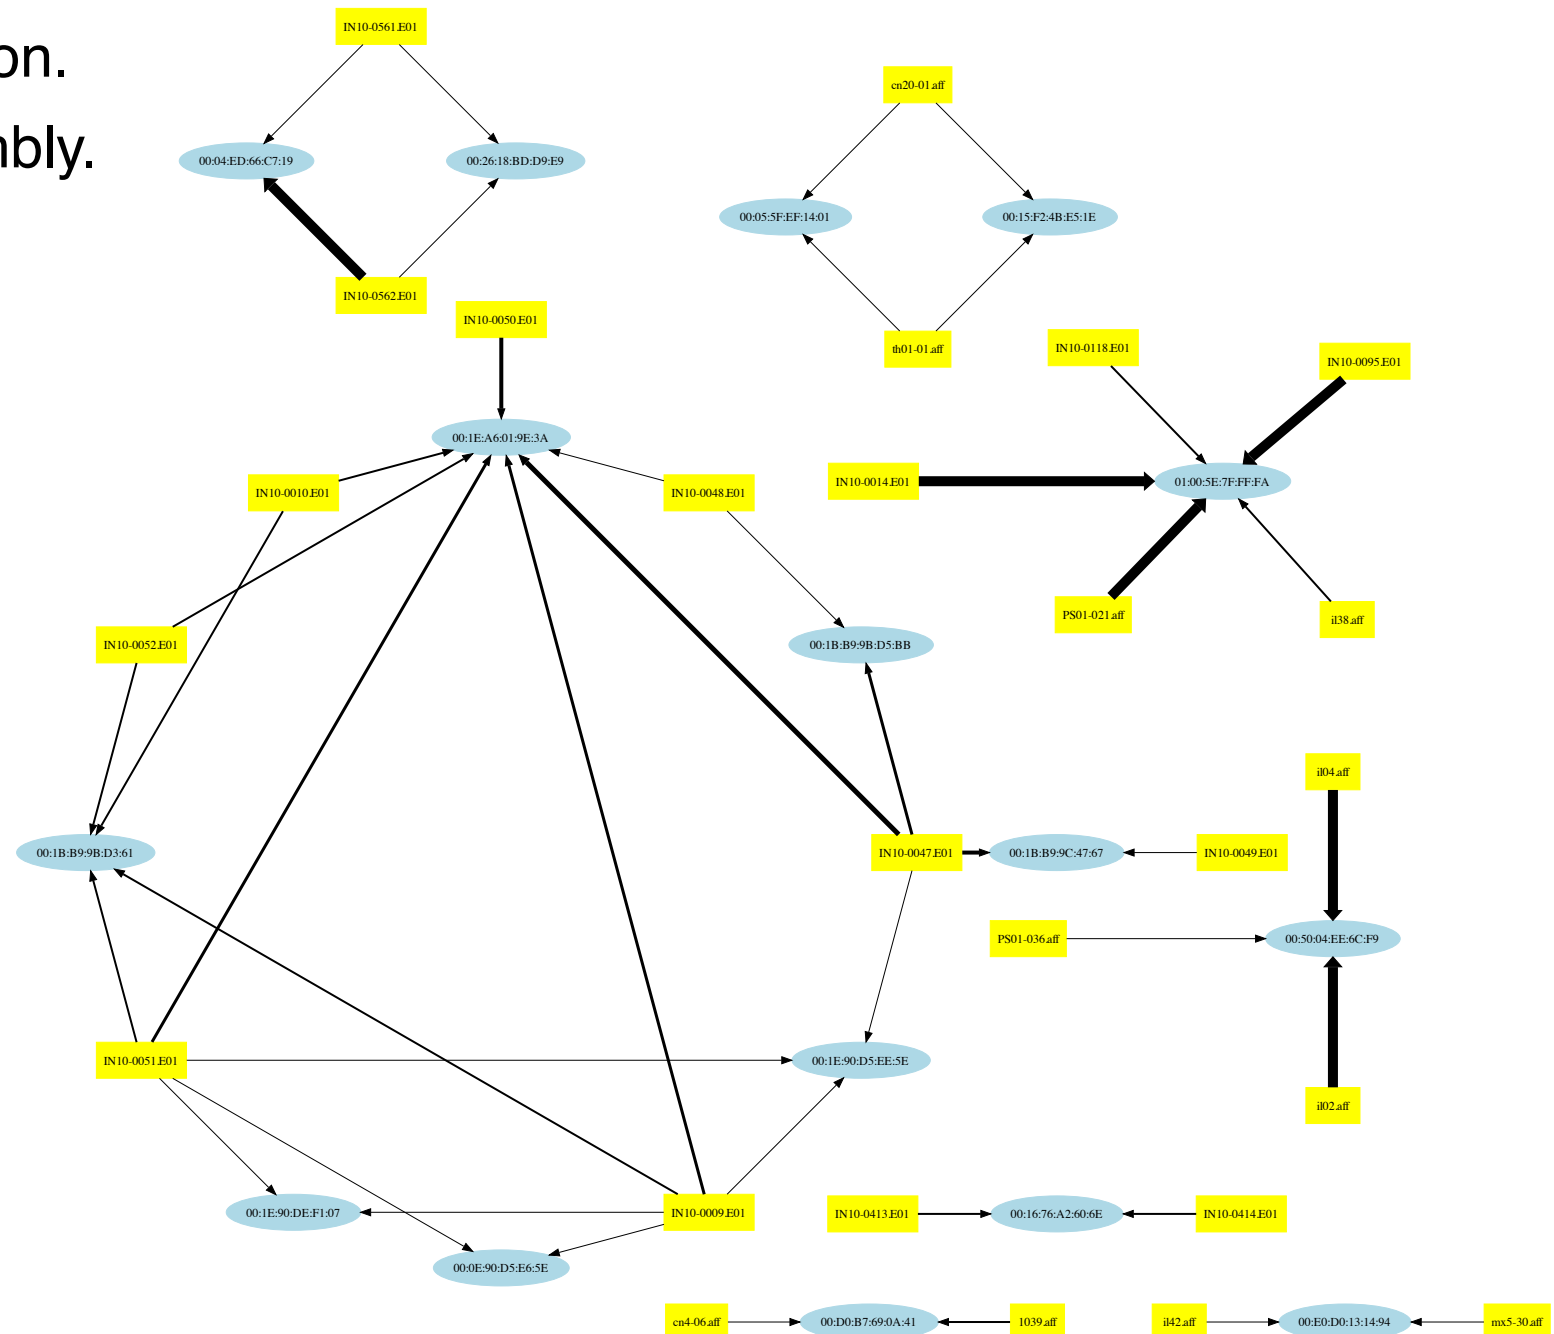 on.
mbly.
IN10-0561.E01
cn20-01.aff
00:04:ED:66:C7:19
00:26:18:BD:D9:E9
00:05:5F:EF:14:01
00:15:F2:4B:E5:1E
IN10-0562.E01
IN10-0050.E01
th01-01.aff
IN10-0118.E01
IN10-0095.E01
00:1E:A6:01:9E:3A
IN10-0010.E01
IN10-0048.E01
IN10-0014.E01
01:00:5E:7F:FF:FA
PS01-021.aff
il38.aff
IN10-0052.E01
00:1B:B9:9B:D5:BB
il04.aff
00:1B:B9:9B:D3:61
IN10-0047.E01
00:1B:B9:9C:47:67
IN10-0049.E01
PS01-036.aff
00:50:04:EE:6C:F9
IN10-0051.E01
00:1E:90:D5:EE:5E
il02.aff
00:1E:90:DE:F1:07
IN10-0009.E01
IN10-0413.E01
00:16:76:A2:60:6E
IN10-0414.E01
00:0E:90:D5:E6:5E
cn4-06.aff
00:D0:B7:69:0A:41
1039.aff
il42.aff
00:E0:D0:13:14:94
mx5-30.aff